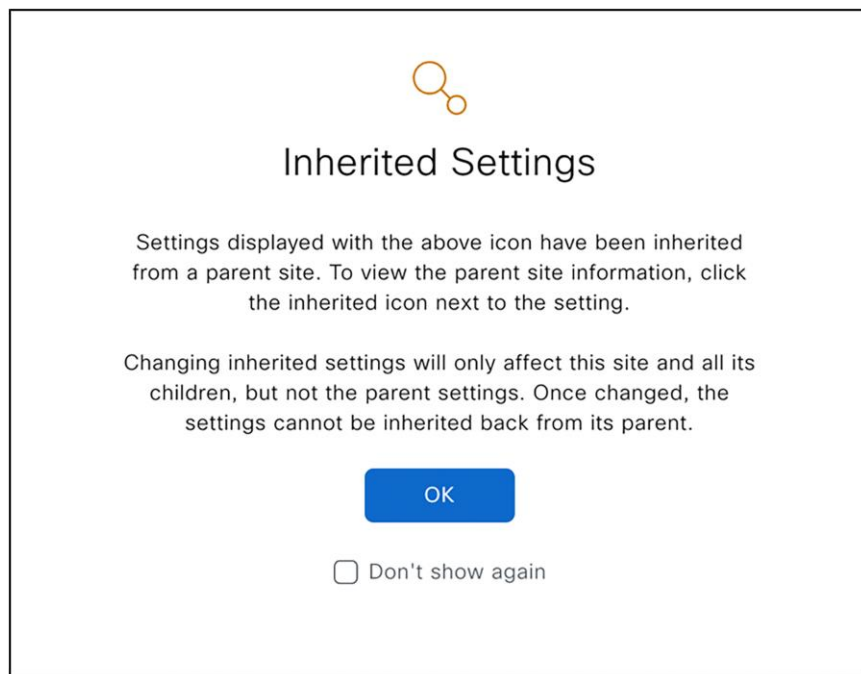 Inherited Settings
Settings displayed with the above icon have been inherited
from a parent site. To view the parent site information, click
the inherited icon next to the setting.
Changing inherited settings will only affect this site and all its
children, but not the parent settings. Once changed, the
settings cannot be inherited back from its parent.
OK
Don't show again